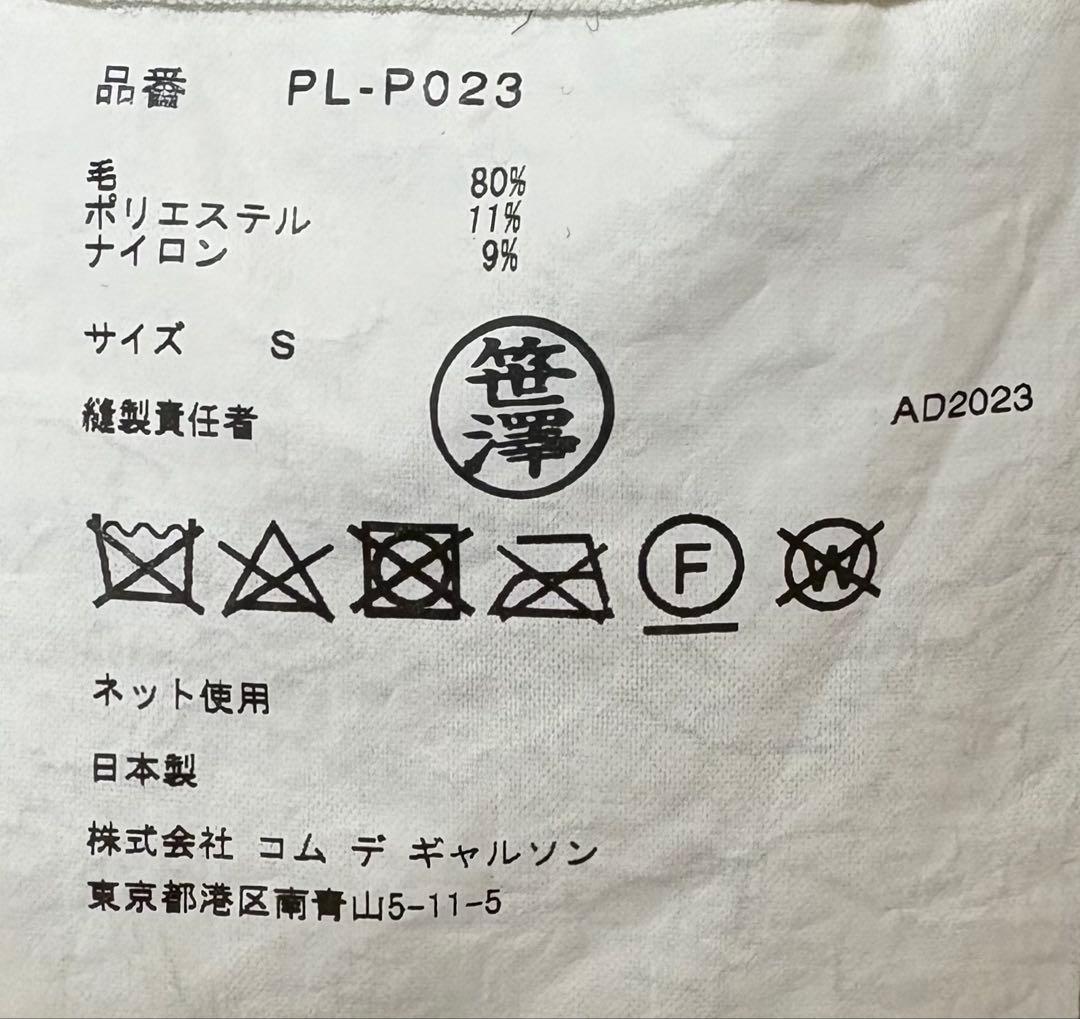 品番 PL-P023
毛 80%
ポリエステル 11%
ナイロン 9%
サイズ S
縫製責任者 笹澤
AD2023
F
W
ネット使用
日本製
株式会社 コム デ ギャルソン
東京都港区南青山5-11-5